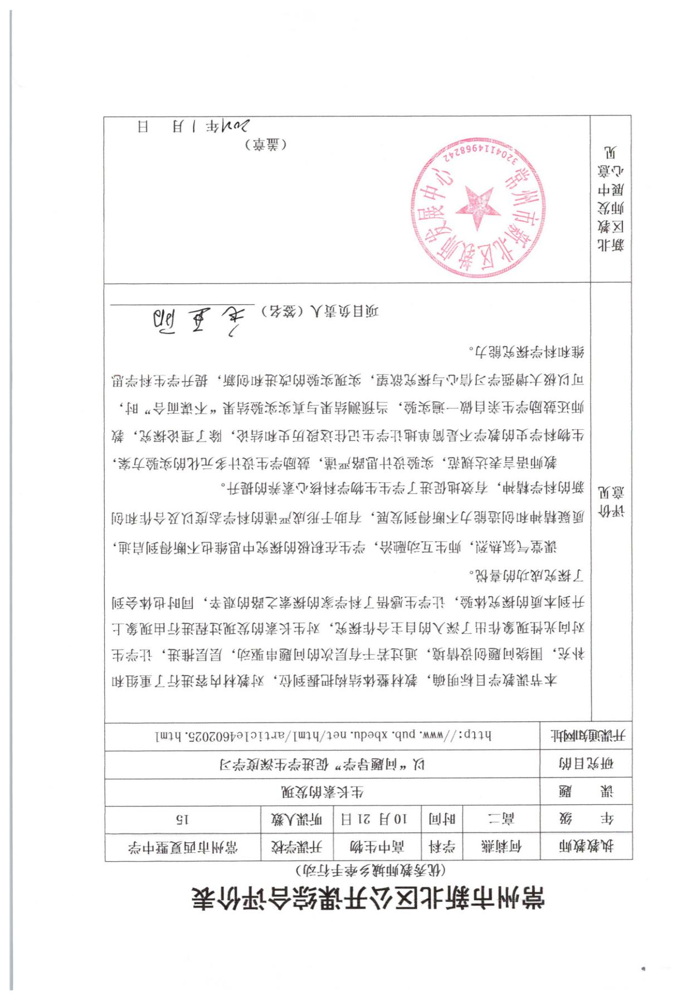 常州市新北区公开课综合评价表
（优秀教师城乡牵手行动）
执教教师 何莉燕 学科 高中生物 开课学校 常州市西夏墅中学
年 级 高二 时间 10 月 21 日 听课人数 15
课 题 生长素的发现
研究目的 以“问题导学”促进学生深度学习
开课通知网址 http://www.pub.xbedu.net/html/article4602025.html
评价
意见
本节课教学目标明确，教材整体结构把握到位，对教材内容进行了重组和
补充，围绕问题创设情境，通过若干有层次的问题串驱动，层层推进，让学生
对向光性现象作出了深入的自主合作探究，对生长素的发现过程进行由现象上
升到本质的探究体验，让学生感悟了科学家的探索之路的艰辛，同时也体会到
了探究成功的喜悦。
课堂气氛热烈，师生互动融洽，学生在积极的探究中思维也不断得到启迪，
质疑精神和创造能力不断得到发展，有助于形成严谨的科学态度以及合作和创
新的科学精神，有效地促进了学生生物学科核心素养的提升。
教师语言表达规范，实验设计思路严谨，鼓励学生设计多元化的实验方案，
生物科学史的教学不是简单地让学生记住这段历史和结论，除了理论探究，教
师还鼓励学生亲自做一遍实验，当预测结果与真实实验结果“不谋而合”时，
可以极大增强学习信心与探究欲望，实现实验的改进和创新，提升学生科学思
维和科学探究能力。
项目负责人（签名）
新北
区教
师发
展中
心意
见
常州市新北区教师发展中心
3204114968242
（盖章）
2021年 1 月 日